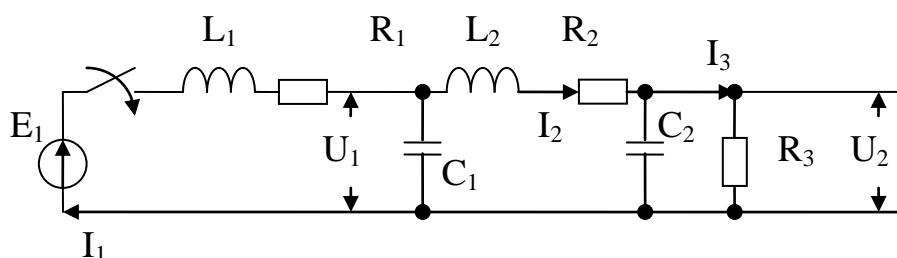 L₁ R₁ L₂ R₂ I₃
E₁ U₁ C₁ I₂ C₂ R₃ U₂
I₁